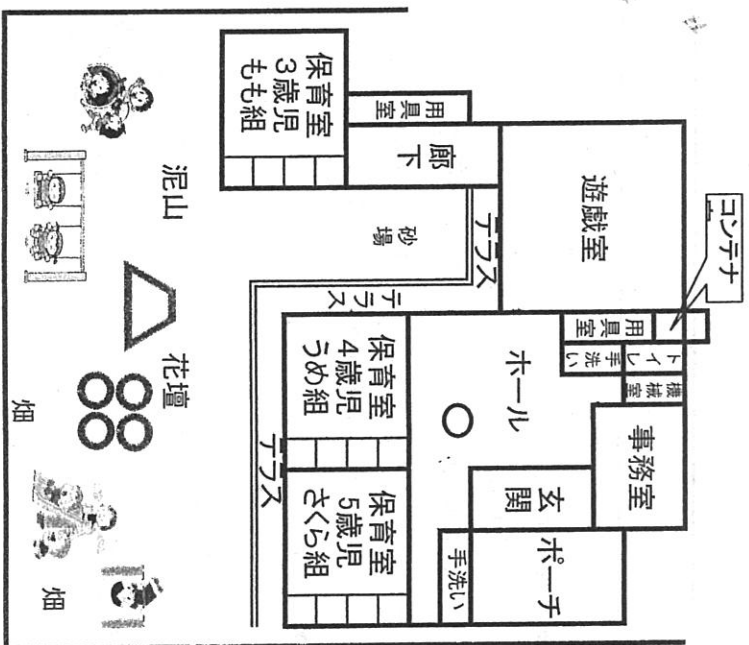 コンテナ
遊戯室
用具室
廊下
保育室
3歳児
もも組
テラス
砂場
テラス
用具室
トイレ
手洗い
機械室
ホール
事務室
玄関
ポーチ
手洗い
保育室
4歳児
うめ組
保育室
5歳児
さくら組
テラス
泥山
花壇
畑
畑